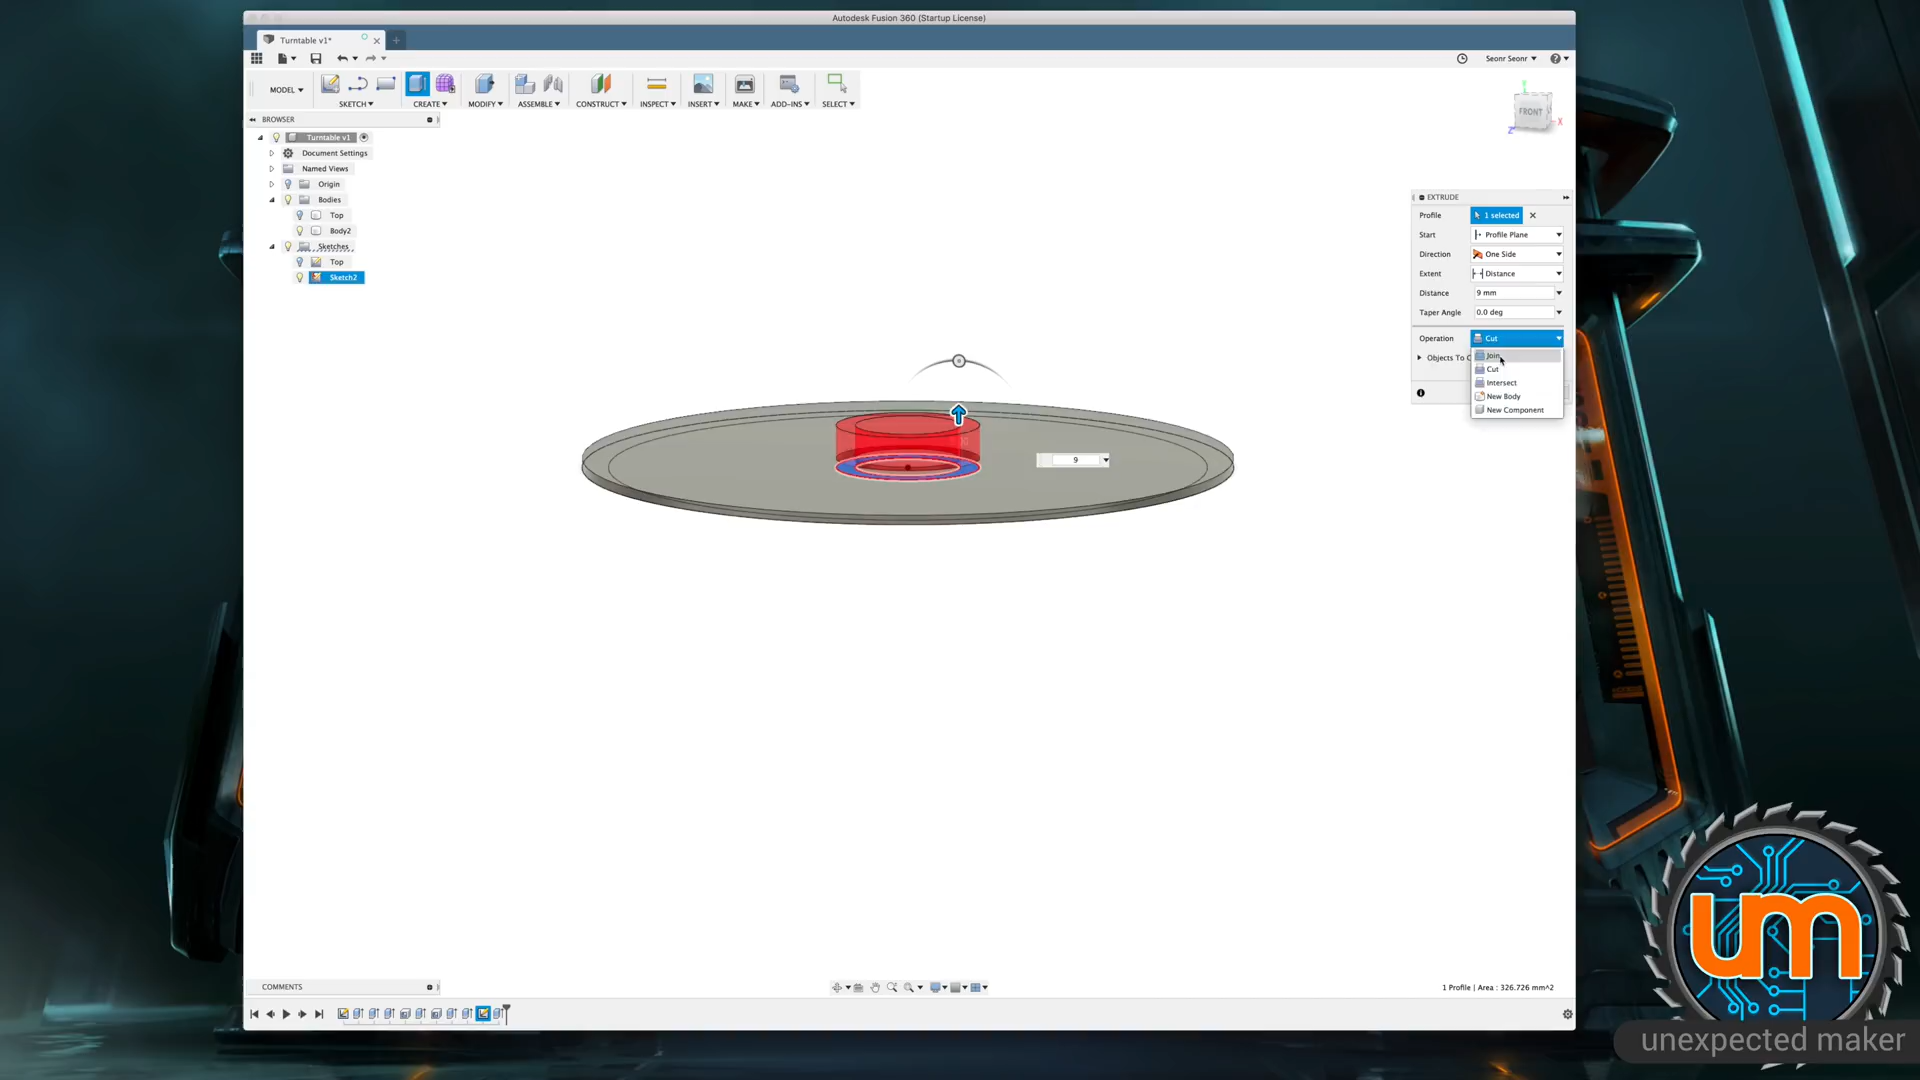 Autodesk Fusion 360 (Startup License)
Turntable v1*
Seonr Seonr
MODEL
SKETCH
CREATE
MODIFY
ASSEMBLE
CONSTRUCT
INSPECT
INSERT
MAKE
ADD-INS
SELECT
BROWSER
FRONT
Y
X
Z
Turntable v1
Document Settings
Named Views
Origin
Bodies
Top
Body2
Sketches
Top
Sketch2
EXTRUDE
Profile 1 selected
Start Profile Plane
Direction One Side
Extent Distance
Distance 9 mm
Taper Angle 0.0 deg
Operation Cut
Objects To
Join
Cut
Intersect
New Body
New Component
9
COMMENTS
1 Profile | Area : 326.726 mm^2
um
unexpected maker